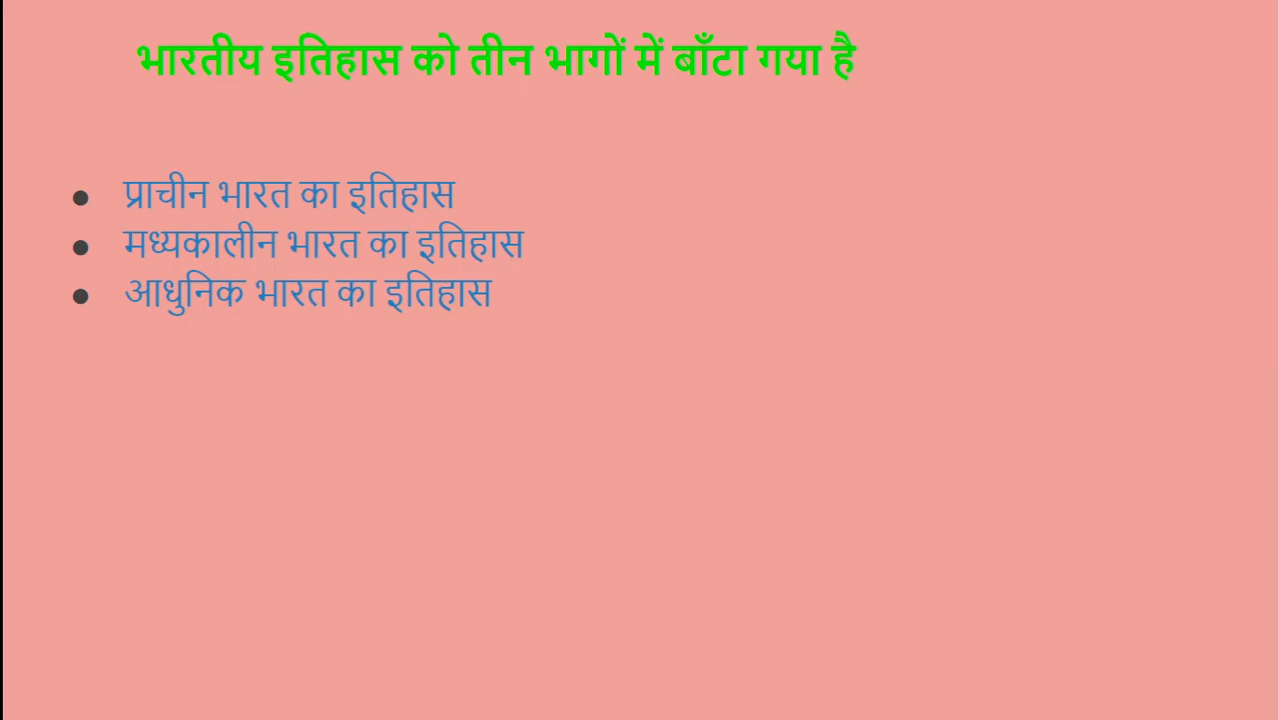 भारतीय इतिहास को तीन भागों में बाँटा गया है
● प्राचीन भारत का इतिहास
● मध्यकालीन भारत का इतिहास
● आधुनिक भारत का इतिहास